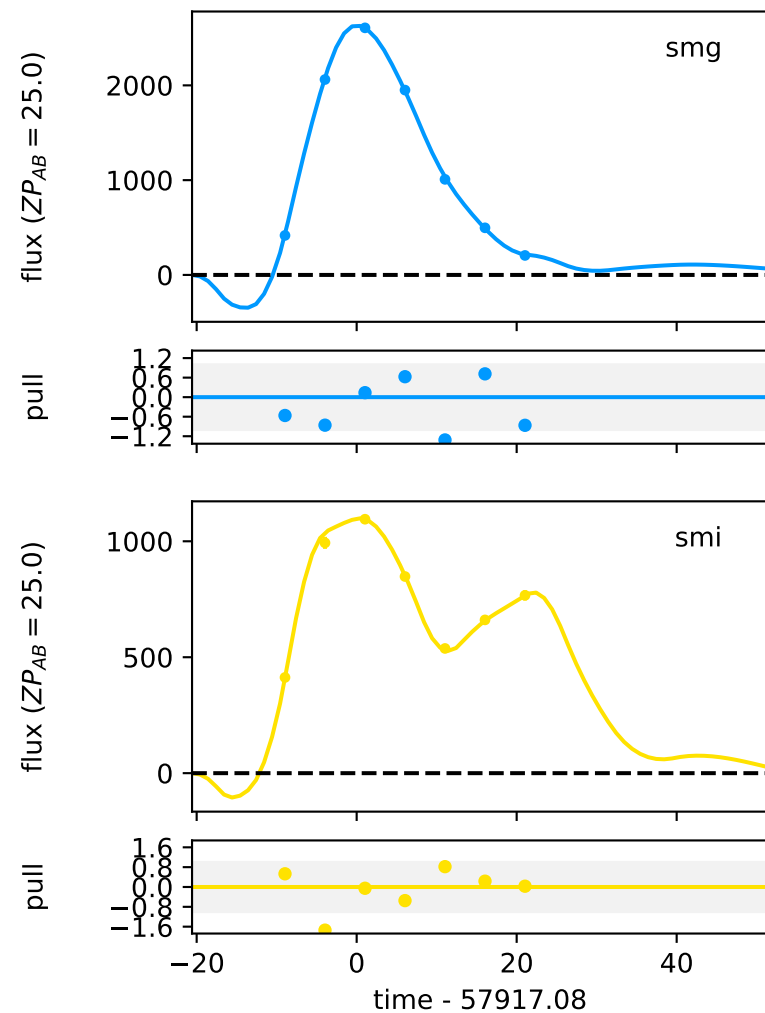 smg
flux (ZP_AB = 25.0)
2000
1000
0
pull
1.2
0.6
0.0
−0.6
−1.2
smi
flux (ZP_AB = 25.0)
1000
500
0
pull
1.6
0.8
0.0
−0.8
−1.6
−20 0 20 40
time - 57917.08